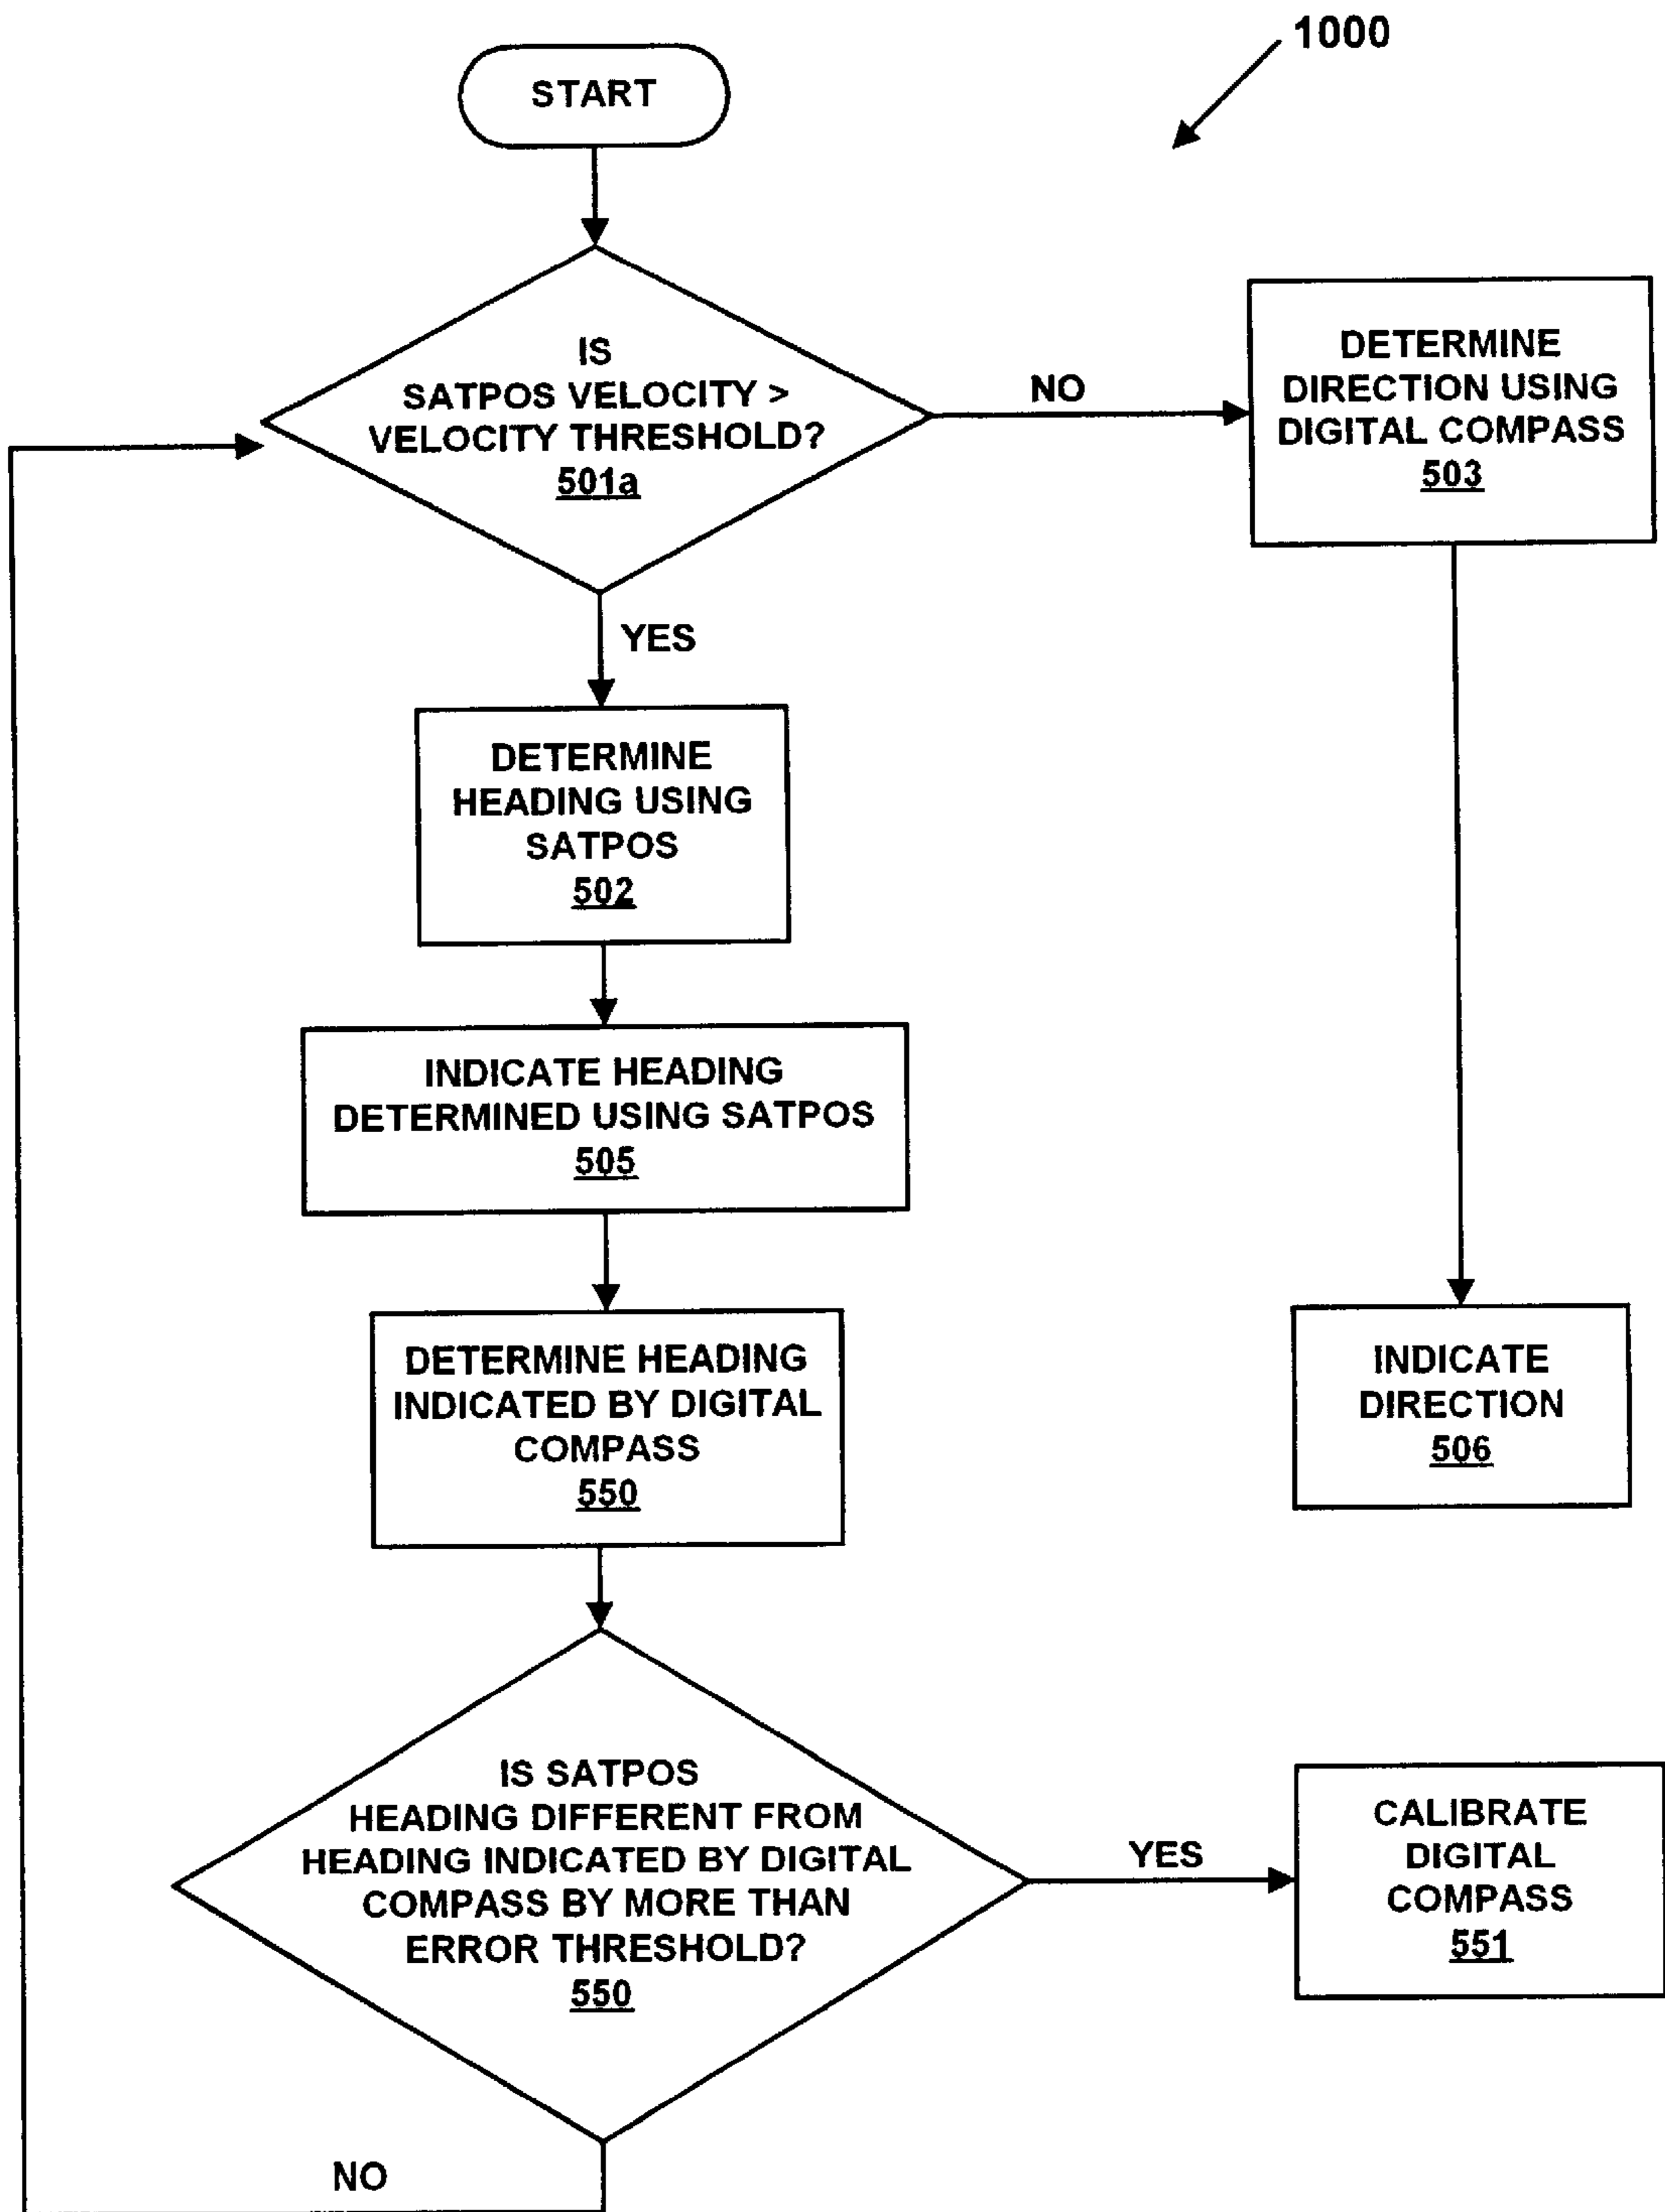 1000
START
IS
SATPOS VELOCITY >
VELOCITY THRESHOLD?
501a
NO
DETERMINE
DIRECTION USING
DIGITAL COMPASS
503
YES
DETERMINE
HEADING USING
SATPOS
502
INDICATE HEADING
DETERMINED USING SATPOS
505
DETERMINE HEADING
INDICATED BY DIGITAL
COMPASS
550
INDICATE
DIRECTION
506
IS SATPOS
HEADING DIFFERENT FROM
HEADING INDICATED BY DIGITAL
COMPASS BY MORE THAN
ERROR THRESHOLD?
550
YES
CALIBRATE
DIGITAL
COMPASS
551
NO